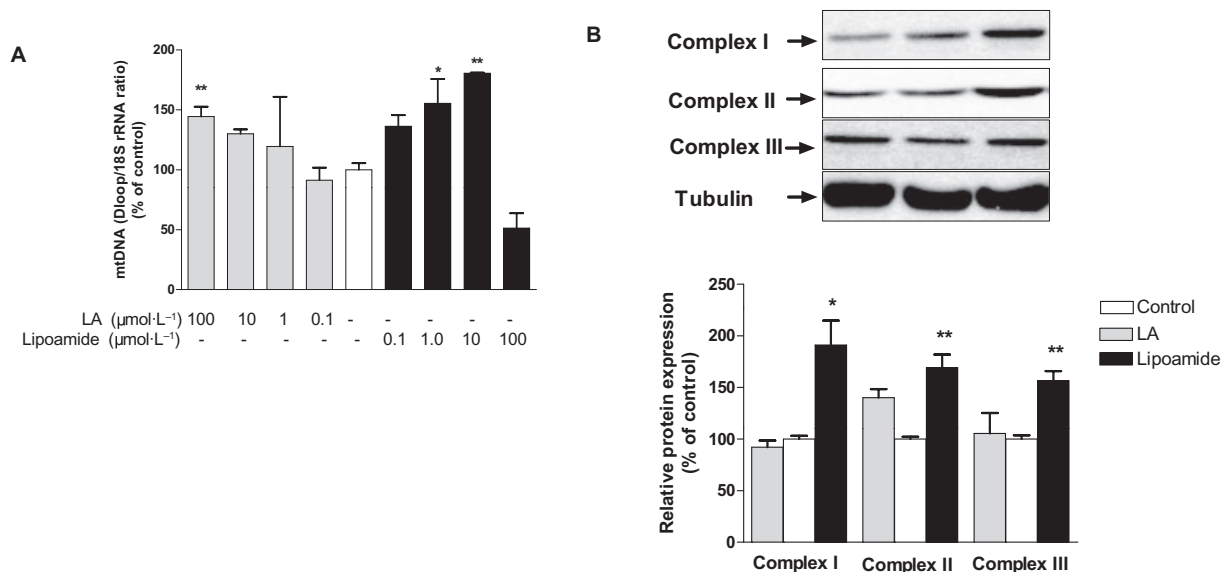 A
mtDNA (Dloop/18S rRNA ratio)
(% of control)
200
150
100
50
0
** * **
LA (µmol·L⁻¹) 100 10 1 0.1 - - - - -
Lipoamide (µmol·L⁻¹) - - - - - 0.1 1.0 10 100
B
Complex I
Complex II
Complex III
Tubulin
Relative protein expression
(% of control)
250
200
150
100
50
0
* ** **
Complex I Complex II Complex III
Control
LA
Lipoamide